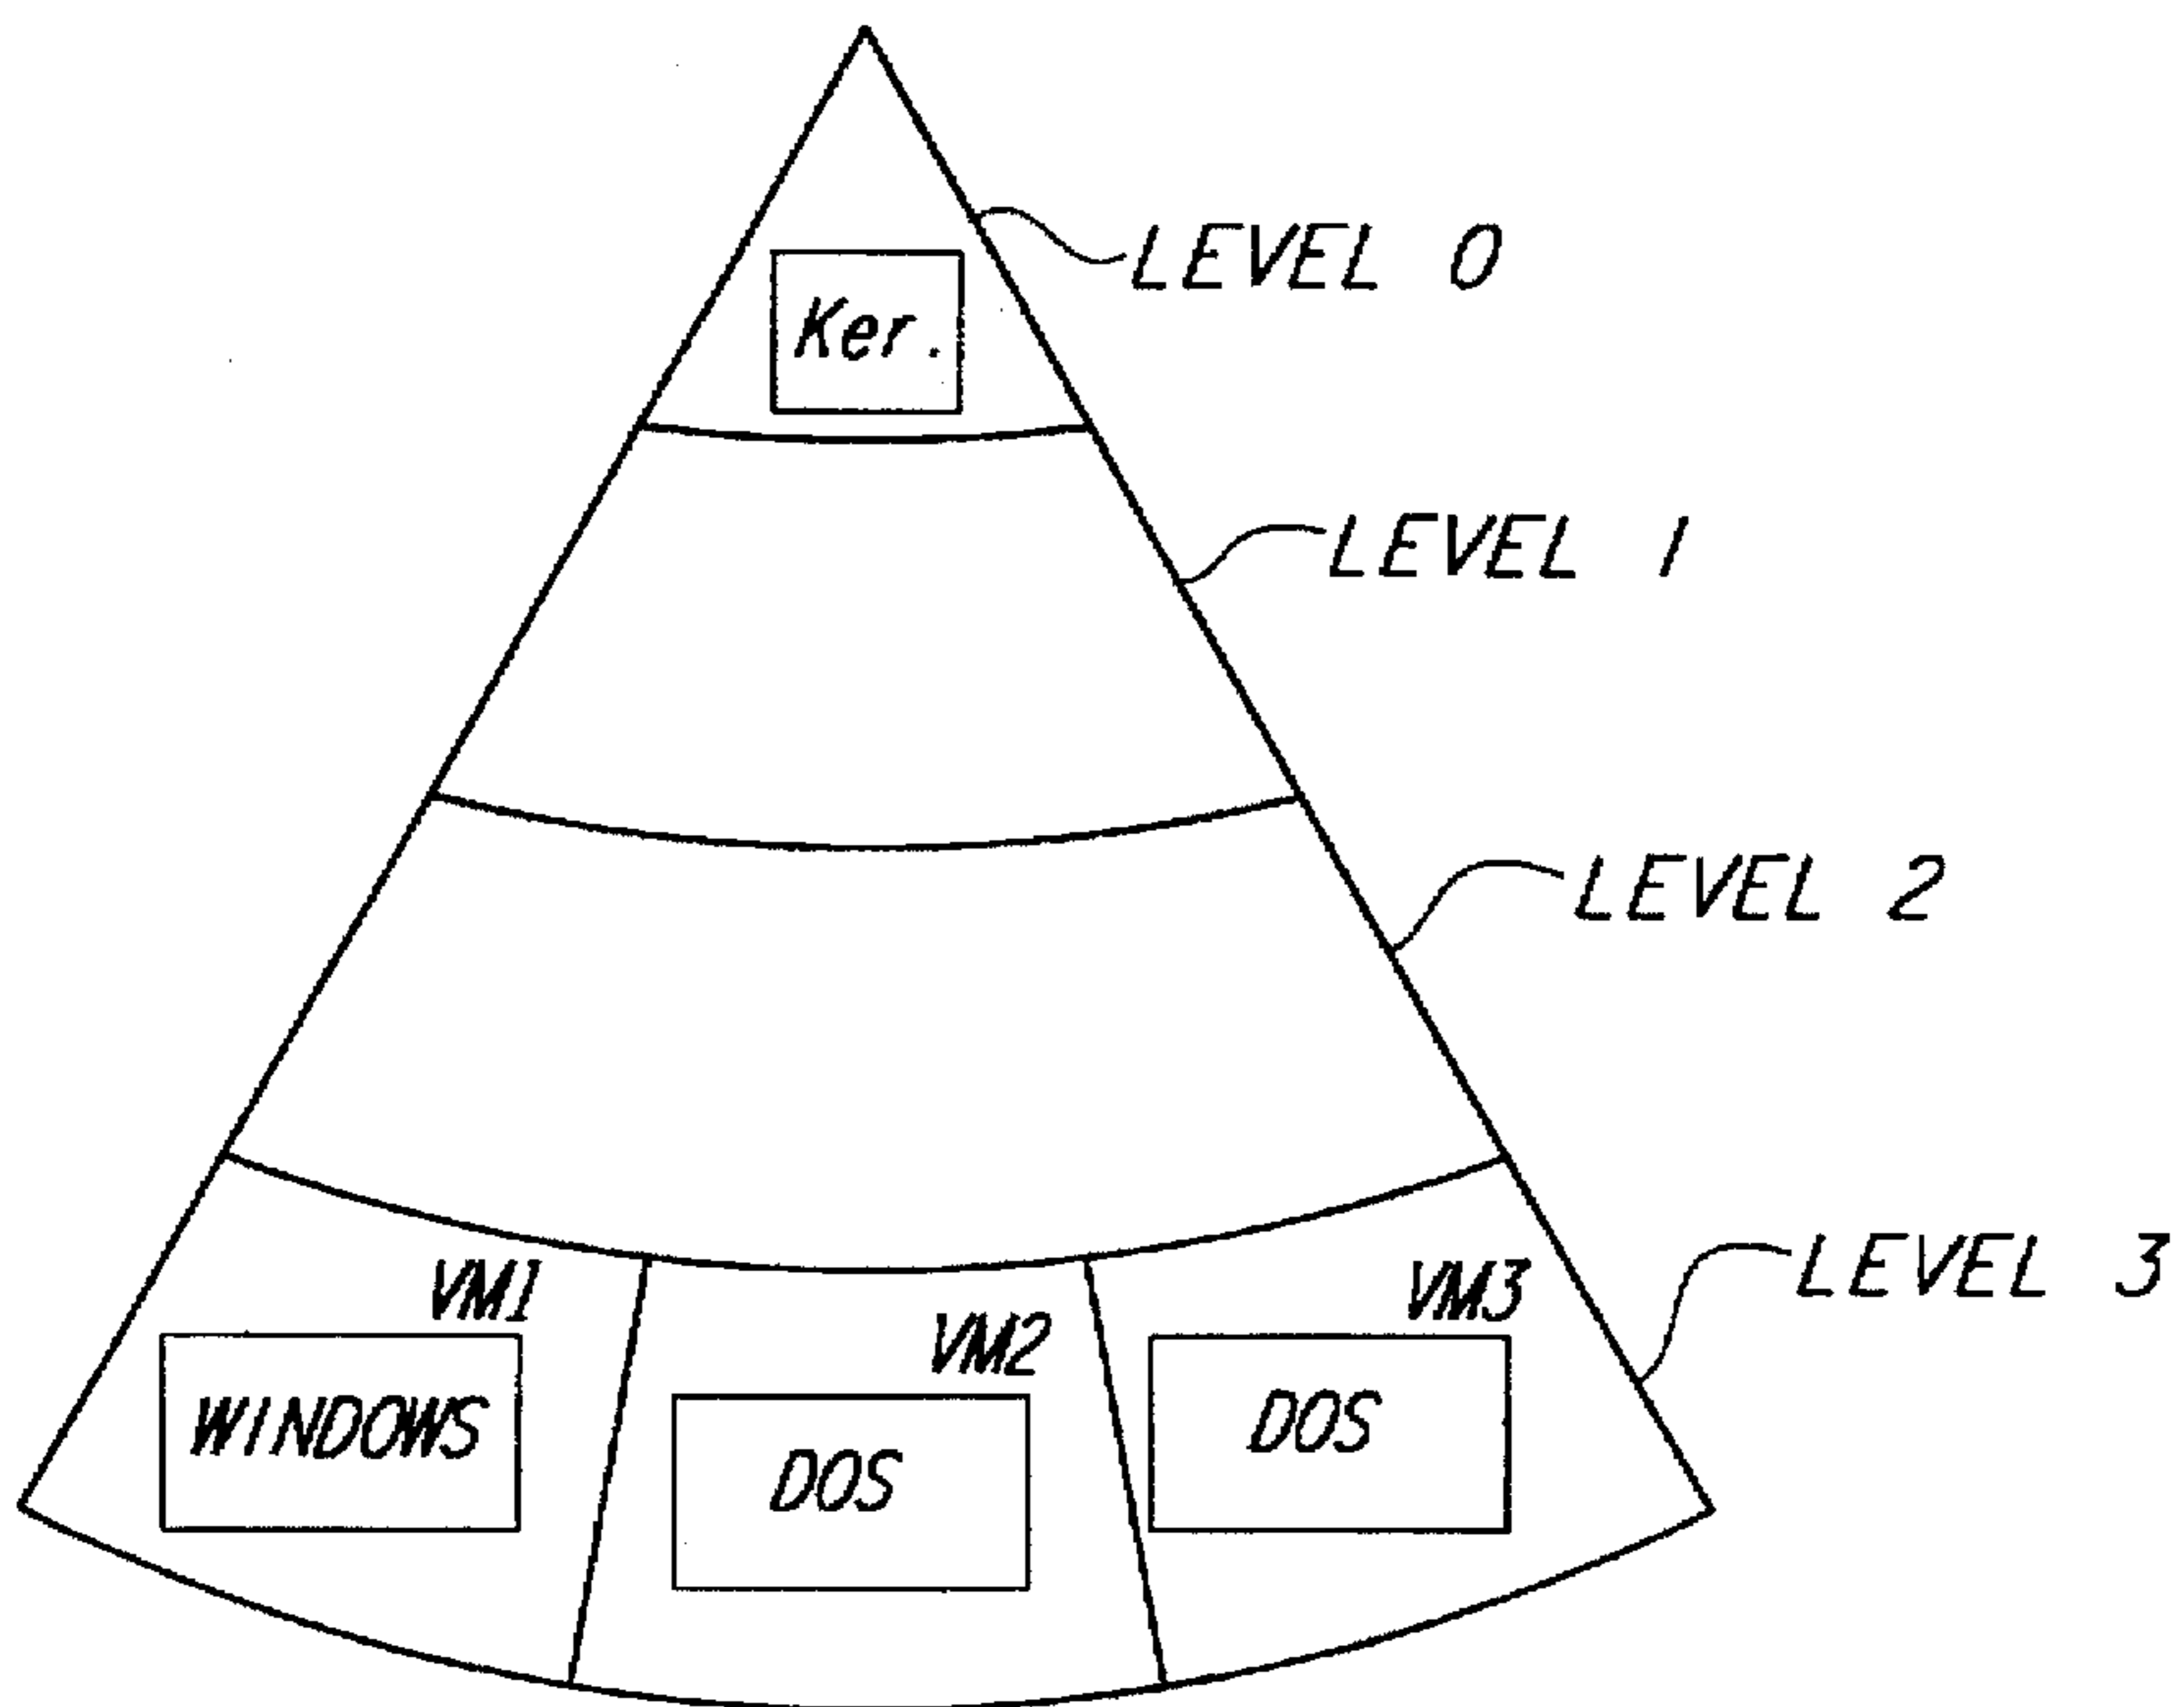 LEVEL 0
Ker.
LEVEL 1
LEVEL 2
LEVEL 3
VM1
VM2
VM3
WINDOWS
DOS
DOS